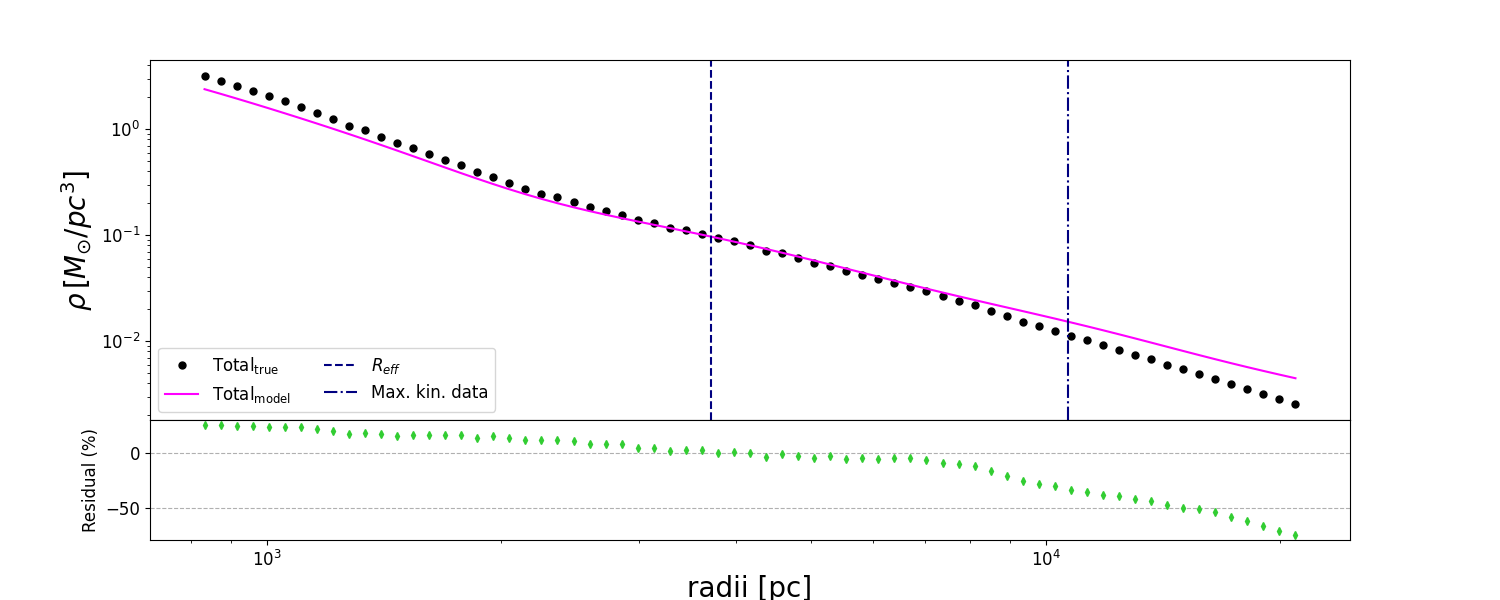 10⁰
10⁻¹
10⁻²
ρ [M⊙/pc³]
Total_true
Total_model
R_eff
Max. kin. data
0
−50
Residual (%)
10³
10⁴
radii [pc]